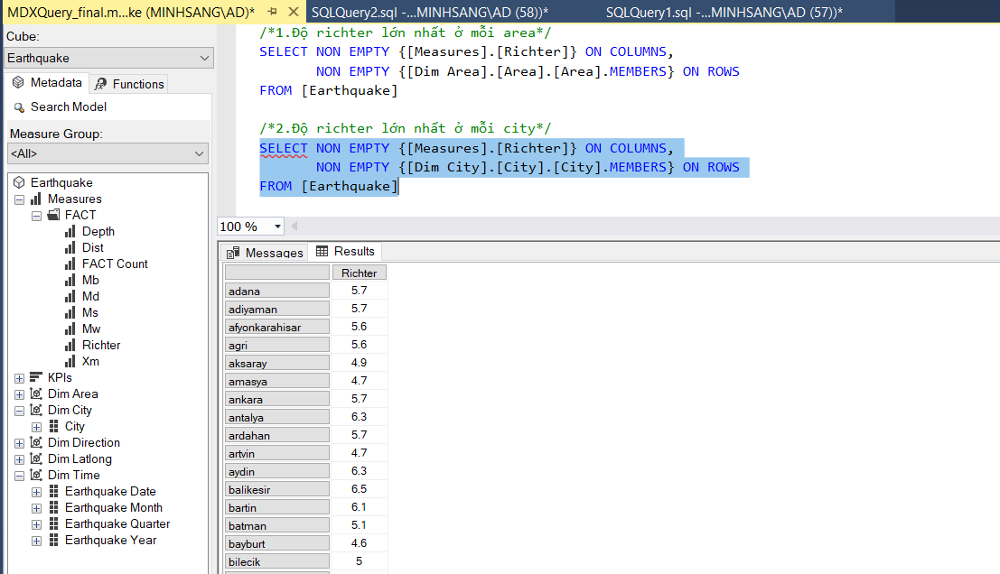 MDXQuery_final.m...ke (MINHSANG\AD)*
SQLQuery2.sql -...MINHSANG\AD (58))*
SQLQuery1.sql -...MINHSANG\AD (57))*
Cube:
Earthquake
Metadata
Functions
Search Model
Measure Group:
<All>
Earthquake
Measures
FACT
Depth
Dist
FACT Count
Mb
Md
Ms
Mw
Richter
Xm
KPIs
Dim Area
Dim City
City
Dim Direction
Dim Latlong
Dim Time
Earthquake Date
Earthquake Month
Earthquake Quarter
Earthquake Year
/*1.Độ richter lớn nhất ở mỗi area*/
SELECT NON EMPTY {[Measures].[Richter]} ON COLUMNS,
NON EMPTY {[Dim Area].[Area].[Area].MEMBERS} ON ROWS
FROM [Earthquake]
/*2.Độ richter lớn nhất ở mỗi city*/
SELECT NON EMPTY {[Measures].[Richter]} ON COLUMNS,
NON EMPTY {[Dim City].[City].[City].MEMBERS} ON ROWS
FROM [Earthquake]
100 %
Messages
Results
Richter
adana 5.7
adiyaman 5.7
afyonkarahisar 5.6
agri 5.6
aksaray 4.9
amasya 4.7
ankara 5.7
antalya 6.3
ardahan 5.7
artvin 4.7
aydin 6.3
balikesir 6.5
bartin 6.1
batman 5.1
bayburt 4.6
bilecik 5